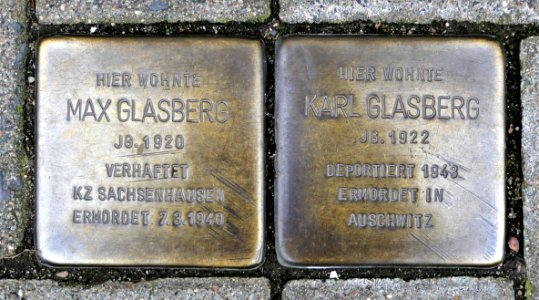 HIER WOHNTE
MAX GLASBERG
JG. 1920
VERHAFTET
KZ SACHSENHAUSEN
ERMORDET 7.3.1940
HIER WOHNTE
KARL GLASBERG
JG. 1922
DEPORTIERT 1943
ERMORDET IN
AUSCHWITZ